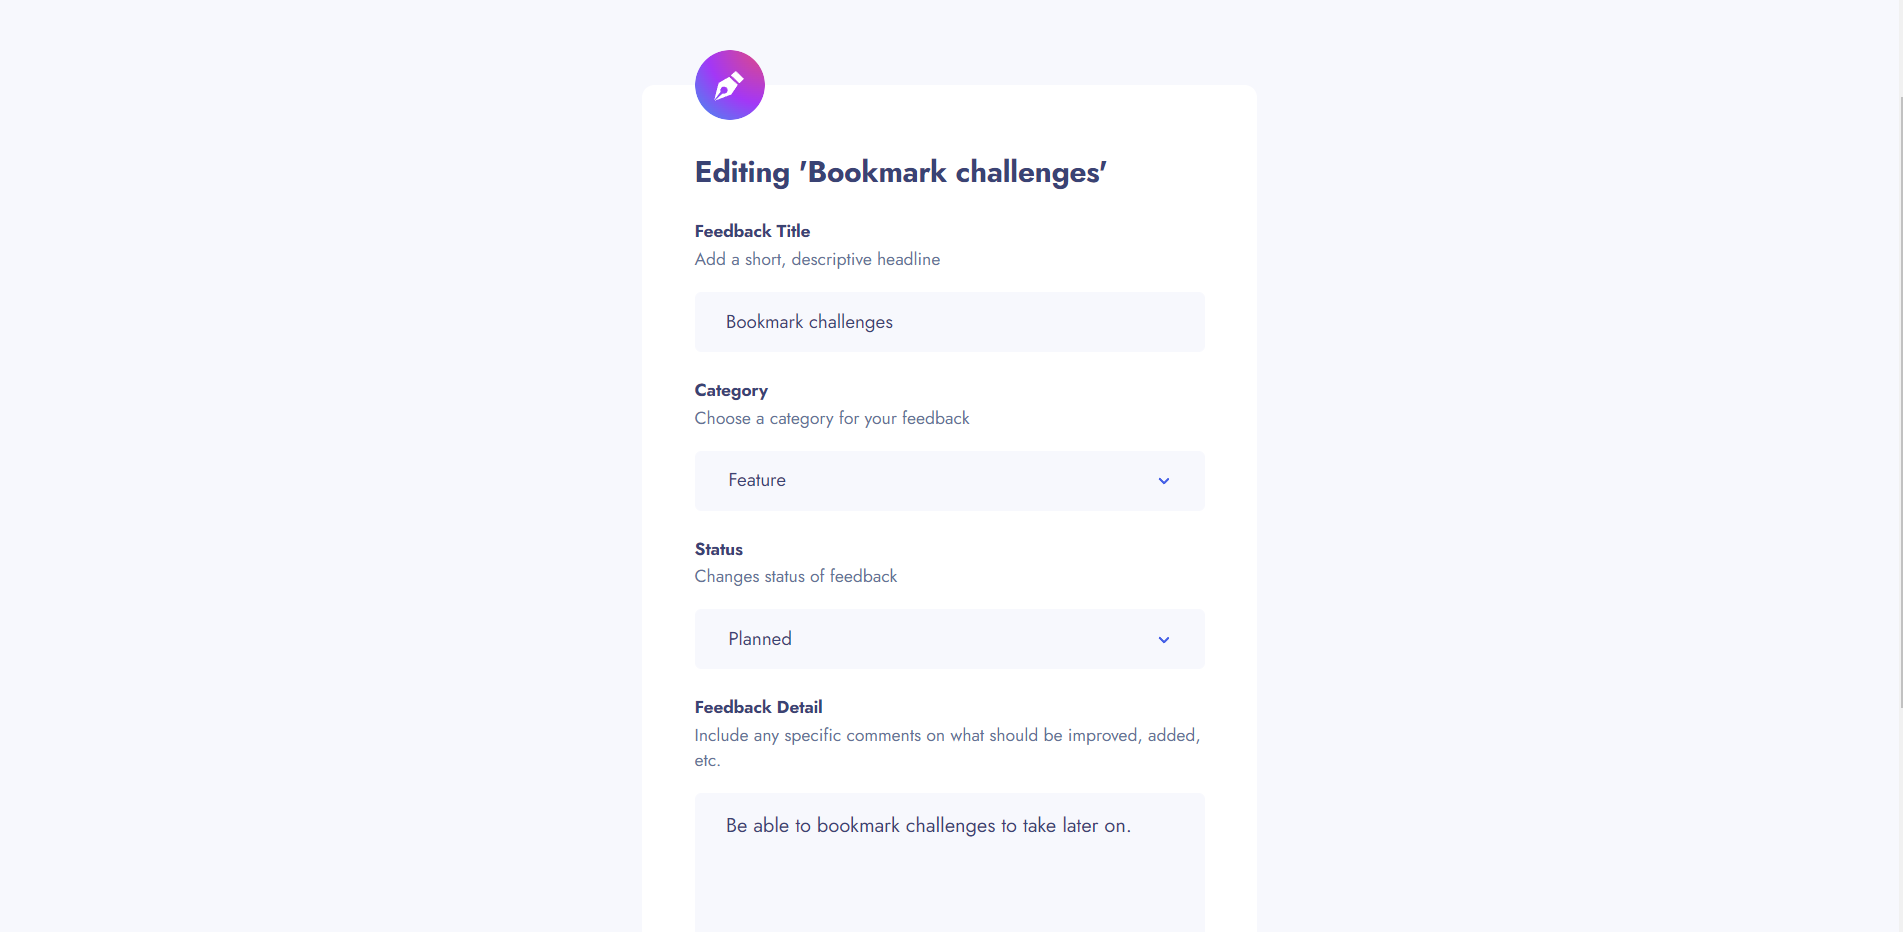 Editing 'Bookmark challenges'
Feedback Title
Add a short, descriptive headline
Bookmark challenges
Category
Choose a category for your feedback
Feature
Status
Changes status of feedback
Planned
Feedback Detail
Include any specific comments on what should be improved, added,
etc.
Be able to bookmark challenges to take later on.